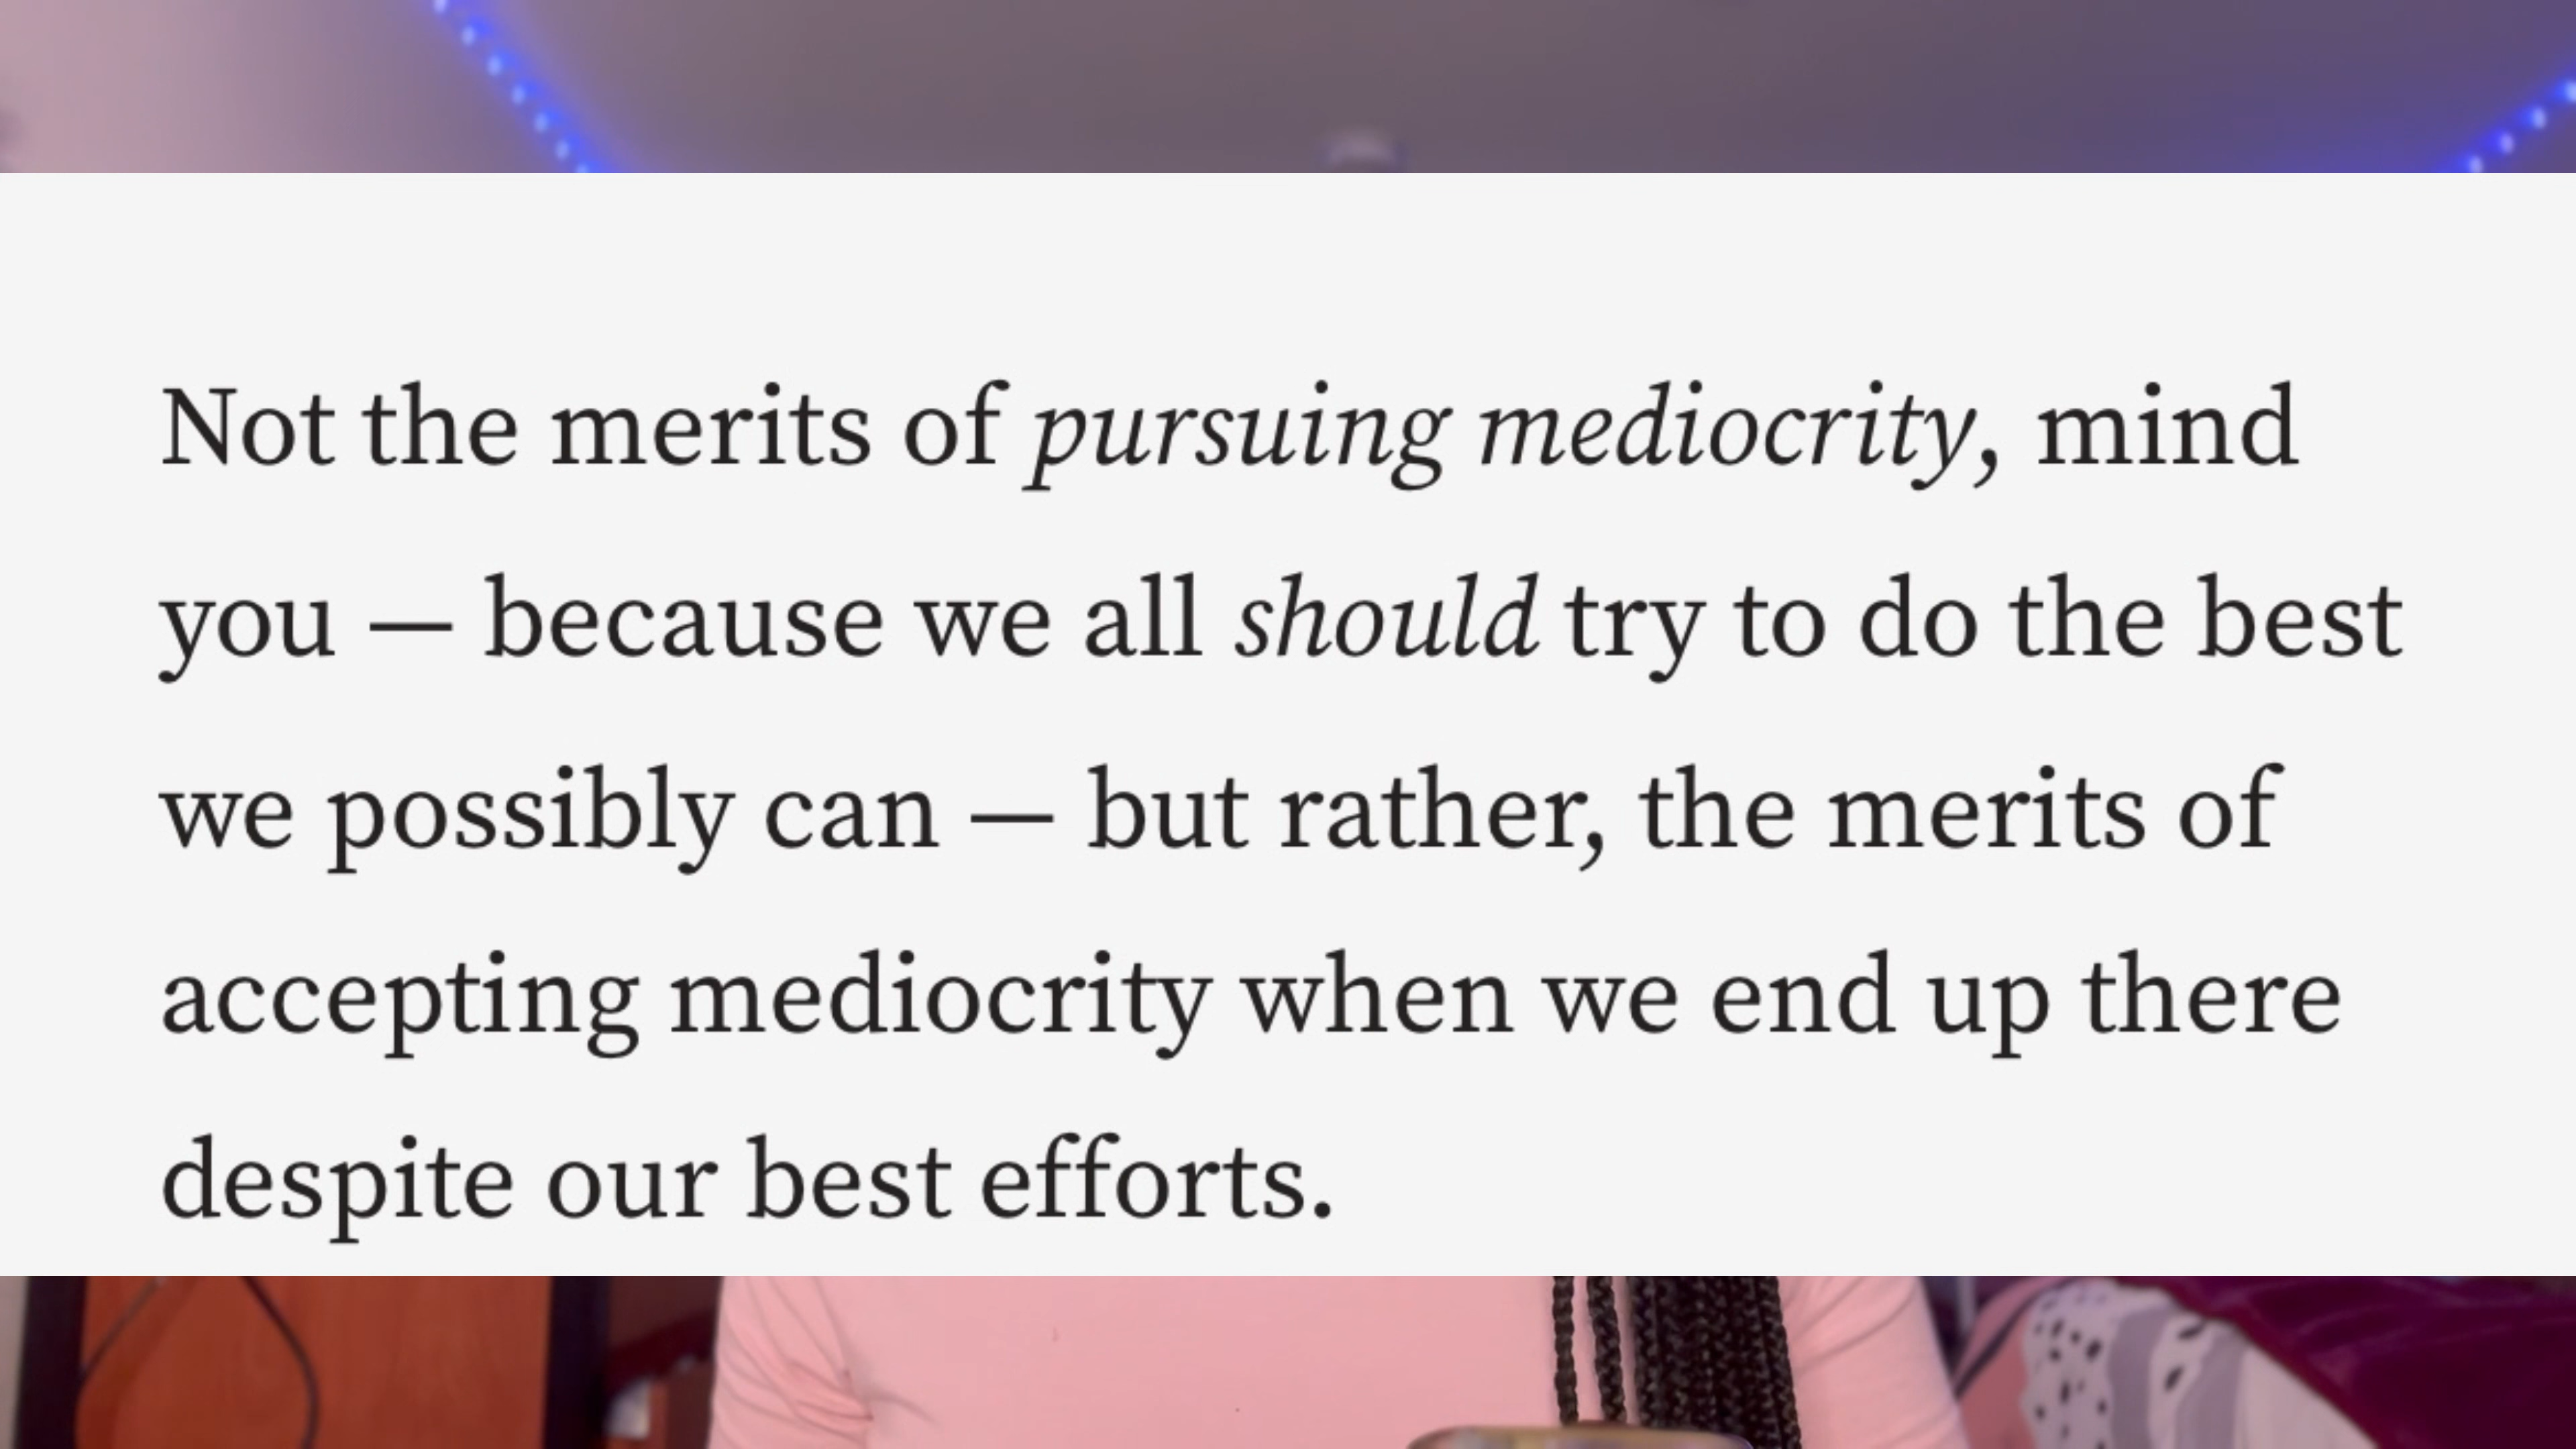 Not the merits of pursuing mediocrity, mind
you — because we all should try to do the best
we possibly can — but rather, the merits of
accepting mediocrity when we end up there
despite our best efforts.